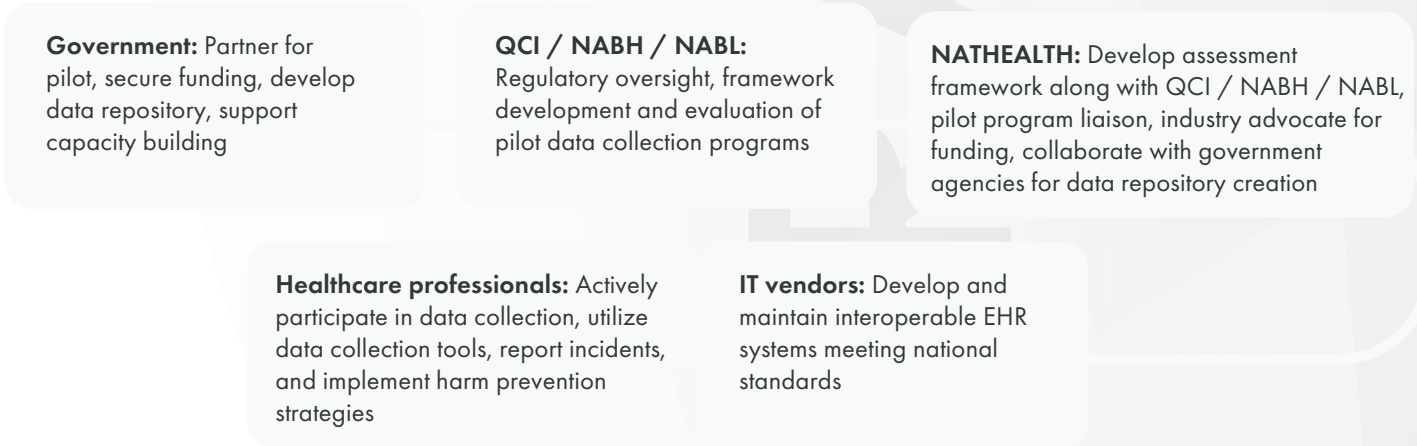 Government: Partner for
pilot, secure funding, develop
data repository, support
capacity building
QCI / NABH / NABL:
Regulatory oversight, framework
development and evaluation of
pilot data collection programs
NATHEALTH: Develop assessment
framework along with QCI / NABH / NABL,
pilot program liaison, industry advocate for
funding, collaborate with government
agencies for data repository creation
Healthcare professionals: Actively
participate in data collection, utilize
data collection tools, report incidents,
and implement harm prevention
strategies
IT vendors: Develop and
maintain interoperable EHR
systems meeting national
standards